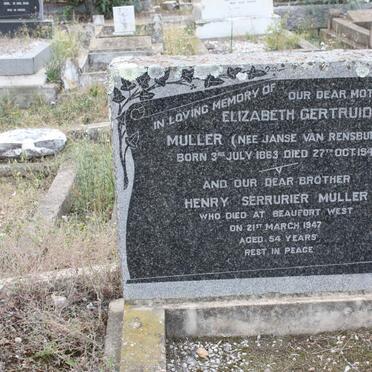 IN LOVING MEMORY OF OUR DEAR MOT
ELIZABETH GERTRUID
MULLER (NEE JANSE VAN RENSBUR
BORN 3RD JULY 1863 DIED 27TH OCT 194
AND OUR DEAR BROTHER
HENRY SERRURIER MULLER
WHO DIED AT BEAUFORT WEST
ON 21ST MARCH 1947
AGED 54 YEARS
REST IN PEACE